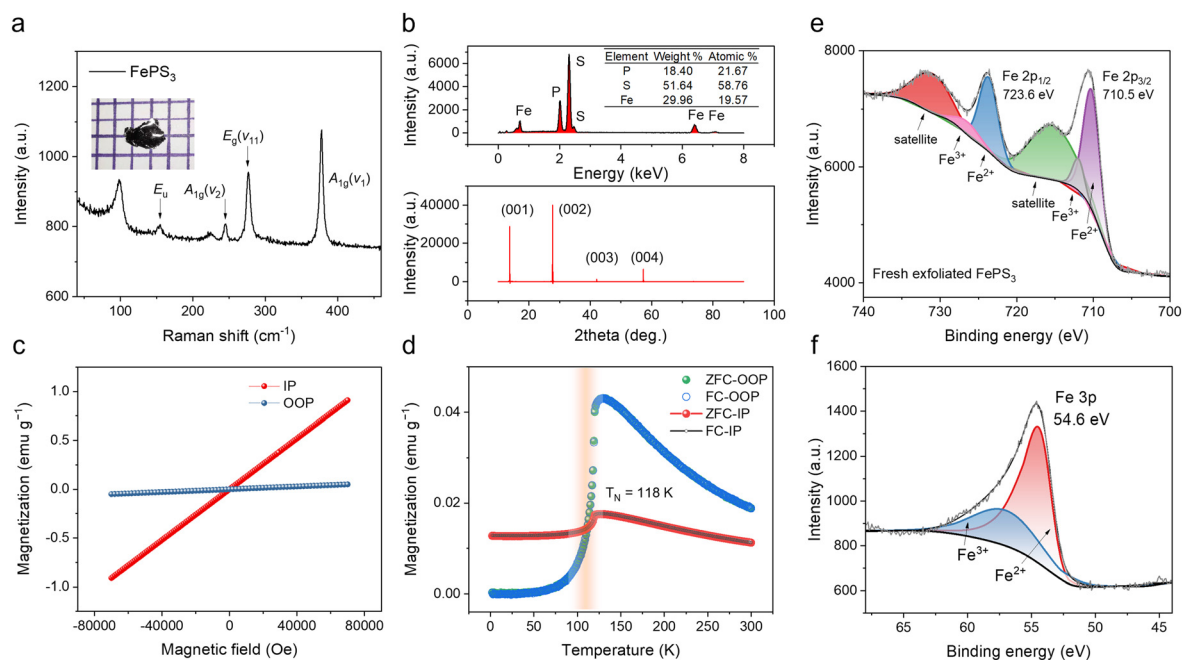 a
FePS3
Eg(v11)
Eu
A1g(v2)
A1g(v1)
1200
1000
800
600
Intensity (a.u.)
100
200
300
400
Raman shift (cm-1)
b
8000
6000
4000
2000
0
Intensity (a.u.)
Fe
P
S
S
Fe
Fe
Element Weight % Atomic %
P 18.40 21.67
S 51.64 58.76
Fe 29.96 19.57
0 2 4 6 8
Energy (keV)
40000
20000
0
Intensity (a.u.)
(001)
(002)
(003)
(004)
0 20 40 60 80 100
2theta (deg.)
e
8000
6000
4000
Intensity (a.u.)
Fe 2p1/2
723.6 eV
Fe 2p3/2
710.5 eV
satellite
Fe3+
Fe2+
satellite
Fe3+
Fe2+
Fresh exfoliated FePS3
740 730 720 710 700
Binding energy (eV)
c
IP
OOP
1.0
0.5
0.0
-0.5
-1.0
Magnetization (emu g−1)
-80000 -40000 0 40000 80000
Magnetic field (Oe)
d
ZFC-OOP
FC-OOP
ZFC-IP
FC-IP
TN = 118 K
0.04
0.02
0.00
Magnetization (emu g−1)
0 50 100 150 200 250 300
Temperature (K)
f
Fe 3p
54.6 eV
Fe3+
Fe2+
1600
1400
1200
1000
800
600
Intensity (a.u.)
65 60 55 50 45
Binding energy (eV)